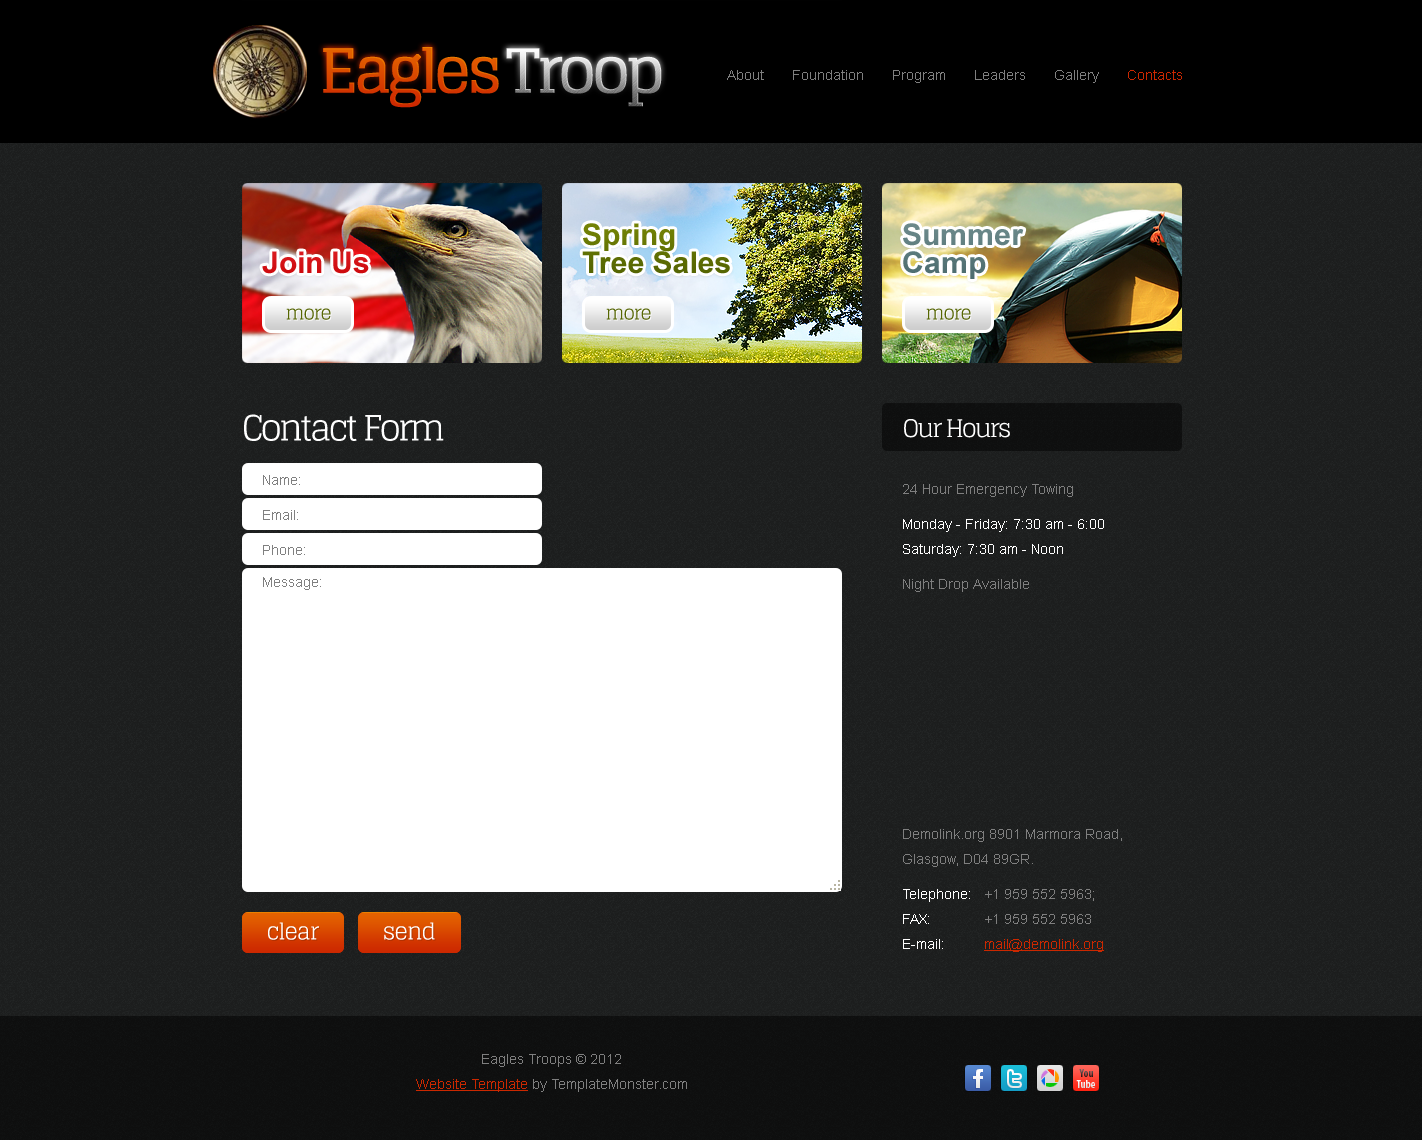 Eagles Troop
About Foundation Program Leaders Gallery Contacts
Join Us
more
Spring
Tree Sales
more
Summer
Camp
more
Contact Form
Name:
Email:
Phone:
Message:
clear send
Our Hours
24 Hour Emergency Towing
Monday - Friday: 7:30 am - 6:00
Saturday: 7:30 am - Noon
Night Drop Available
Demolink.org 8901 Marmora Road,
Glasgow, D04 89GR.
Telephone: +1 959 552 5963;
FAX: +1 959 552 5963
E-mail: mail@demolink.org
Eagles Troops © 2012
Website Template by TemplateMonster.com
You
Tube